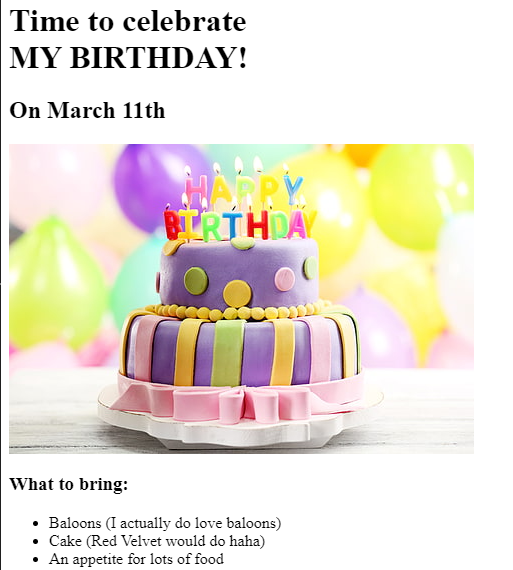 Time to celebrate
MY BIRTHDAY!
On March 11th
HAPPY
BIRTHDAY
What to bring:
Baloons (I actually do love baloons)
Cake (Red Velvet would do haha)
An appetite for lots of food